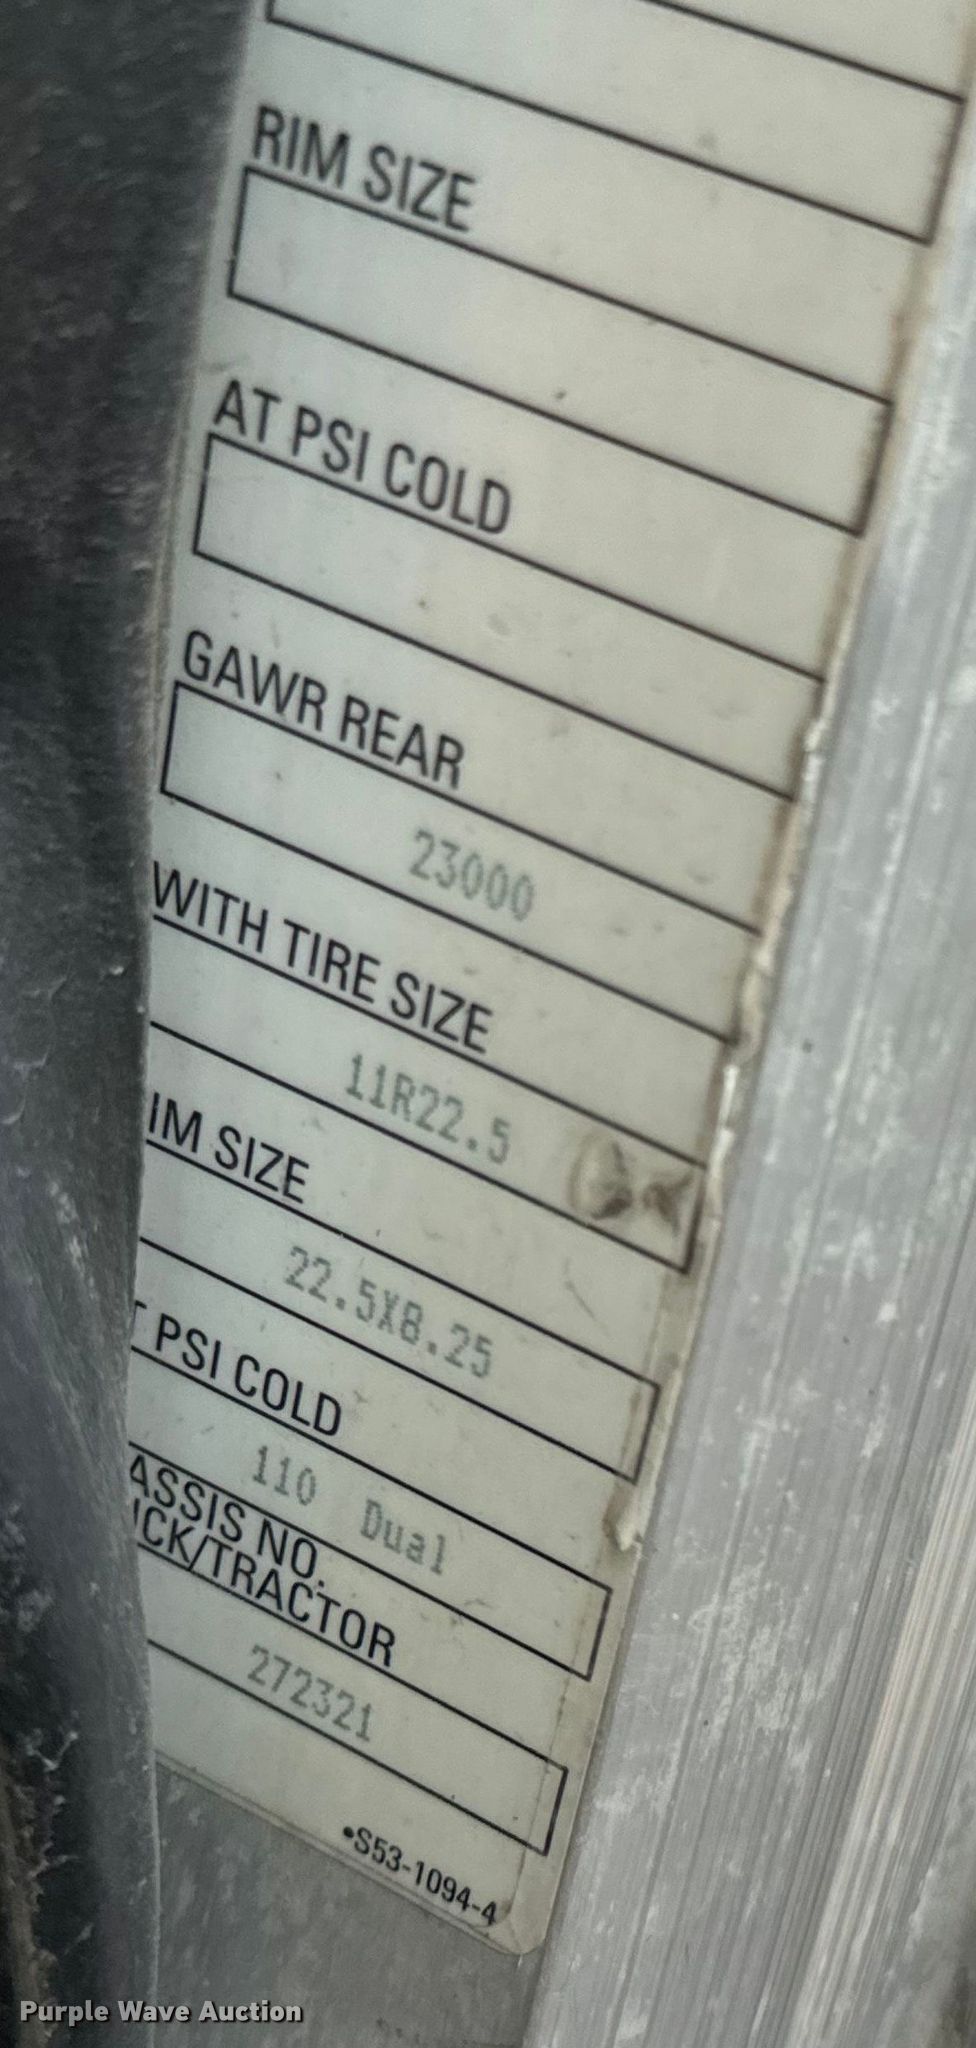 RIM SIZE
AT PSI COLD
GAWR REAR
23000
WITH TIRE SIZE
11R22.5
IM SIZE
22.5X8.25
T PSI COLD
110 Dual
ASSIS NO.
ICK/TRACTOR
272321
•S53-1094-4
Purple Wave Auction